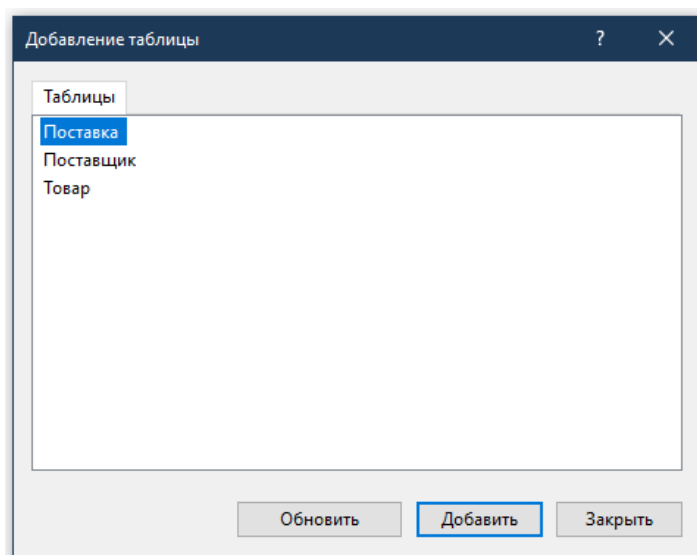 Добавление таблицы ?
Таблицы
Поставка
Поставщик
Товар
Обновить Добавить Закрыть